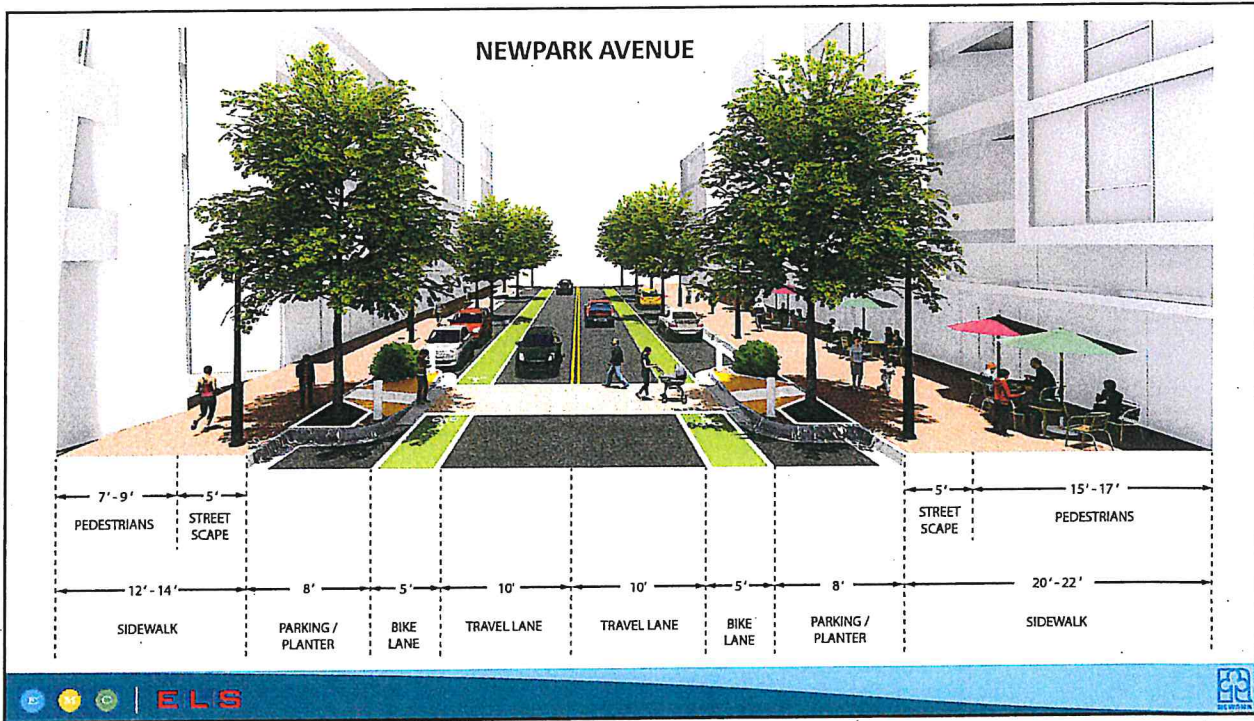 NEWPARK AVENUE
7'-9'
5'
5'
15'-17'
PEDESTRIANS
STREET
SCAPE
STREET
SCAPE
PEDESTRIANS
12'-14'
8'
5'
10'
10'
5'
8'
20'-22'
SIDEWALK
PARKING /
PLANTER
BIKE
LANE
TRAVEL LANE
TRAVEL LANE
BIKE
LANE
PARKING /
PLANTER
SIDEWALK
E M C | ELS
NEWARK